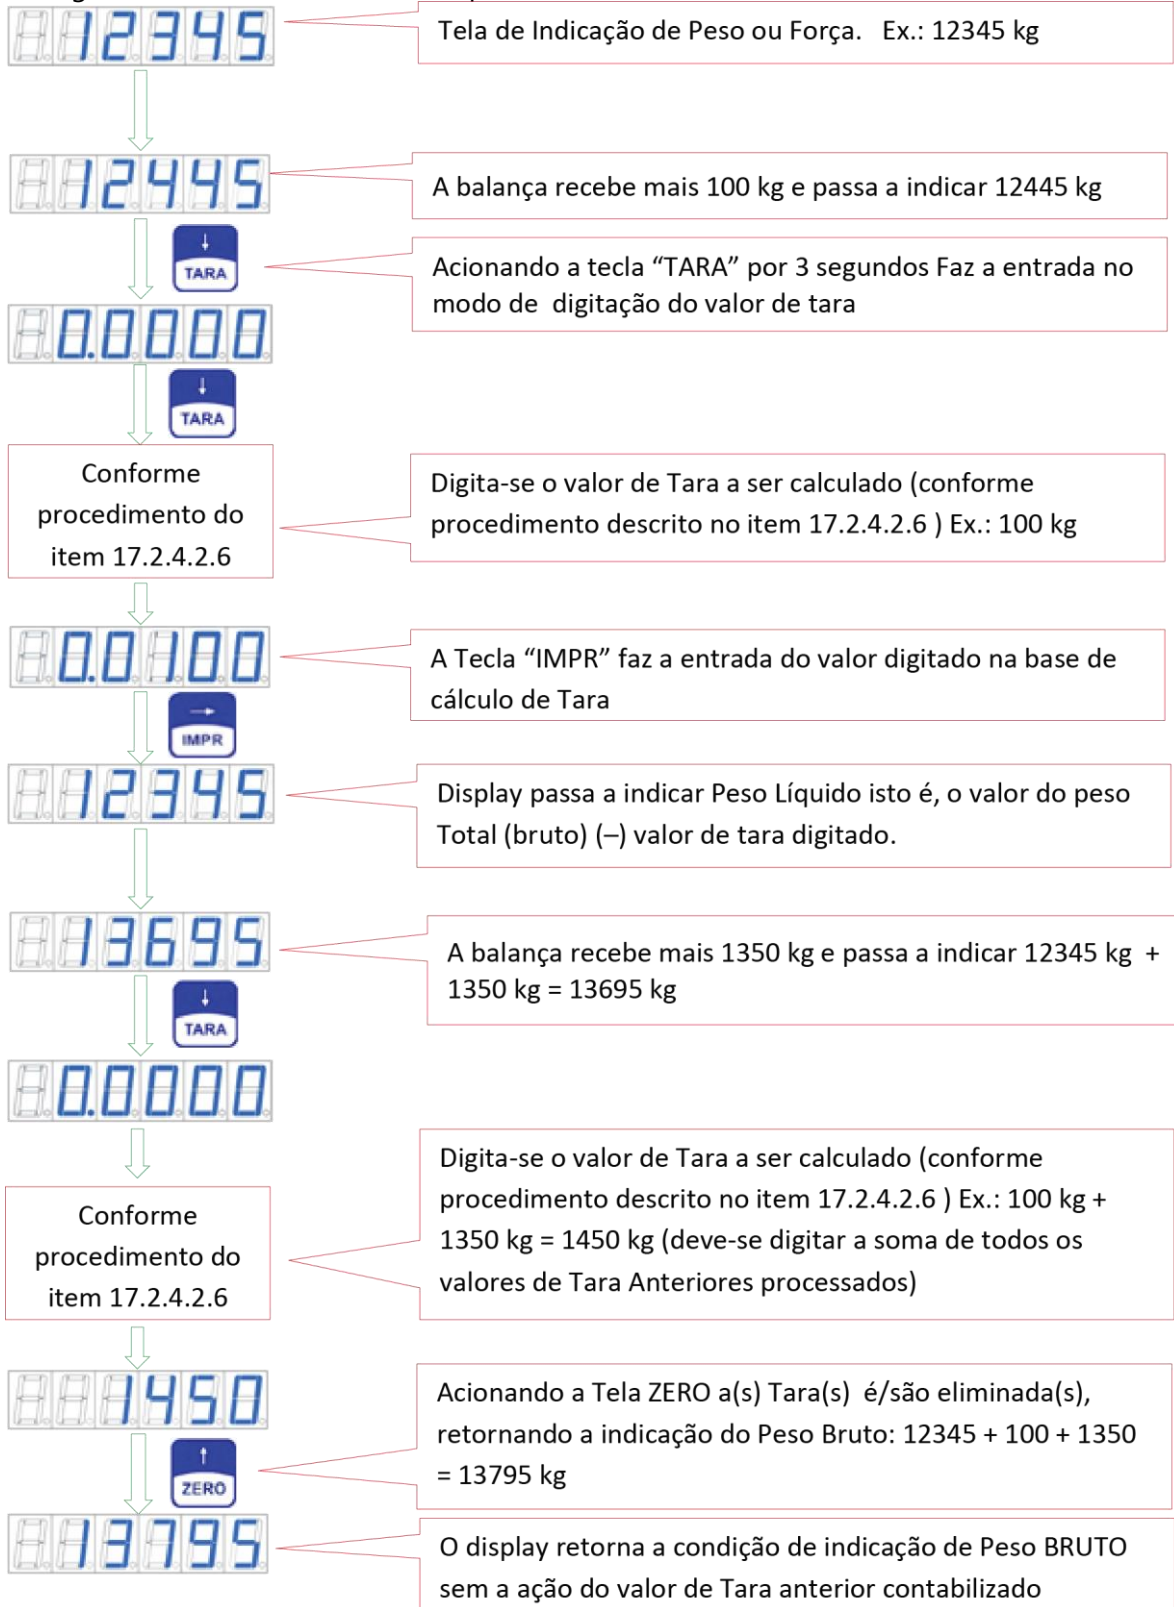 12345
Tela de Indicação de Peso ou Força. Ex.: 12345 kg
12445
A balança recebe mais 100 kg e passa a indicar 12445 kg
TARA
Acionando a tecla “TARA” por 3 segundos Faz a entrada no
modo de digitação do valor de tara
0.0000
TARA
Conforme
procedimento do
item 17.2.4.2.6
Digita-se o valor de Tara a ser calculado (conforme
procedimento descrito no item 17.2.4.2.6 ) Ex.: 100 kg
0.0100
A Tecla “IMPR” faz a entrada do valor digitado na base de
cálculo de Tara
IMPR
12345
Display passa a indicar Peso Líquido isto é, o valor do peso
Total (bruto) (–) valor de tara digitado.
13695
A balança recebe mais 1350 kg e passa a indicar 12345 kg +
1350 kg = 13695 kg
TARA
0.0000
Conforme
procedimento do
item 17.2.4.2.6
Digita-se o valor de Tara a ser calculado (conforme
procedimento descrito no item 17.2.4.2.6 ) Ex.: 100 kg +
1350 kg = 1450 kg (deve-se digitar a soma de todos os
valores de Tara Anteriores processados)
1450
Acionando a Tela ZERO a(s) Tara(s) é/são eliminada(s),
retornando a indicação do Peso Bruto: 12345 + 100 + 1350
= 13795 kg
ZERO
13795
O display retorna a condição de indicação de Peso BRUTO
sem a ação do valor de Tara anterior contabilizado